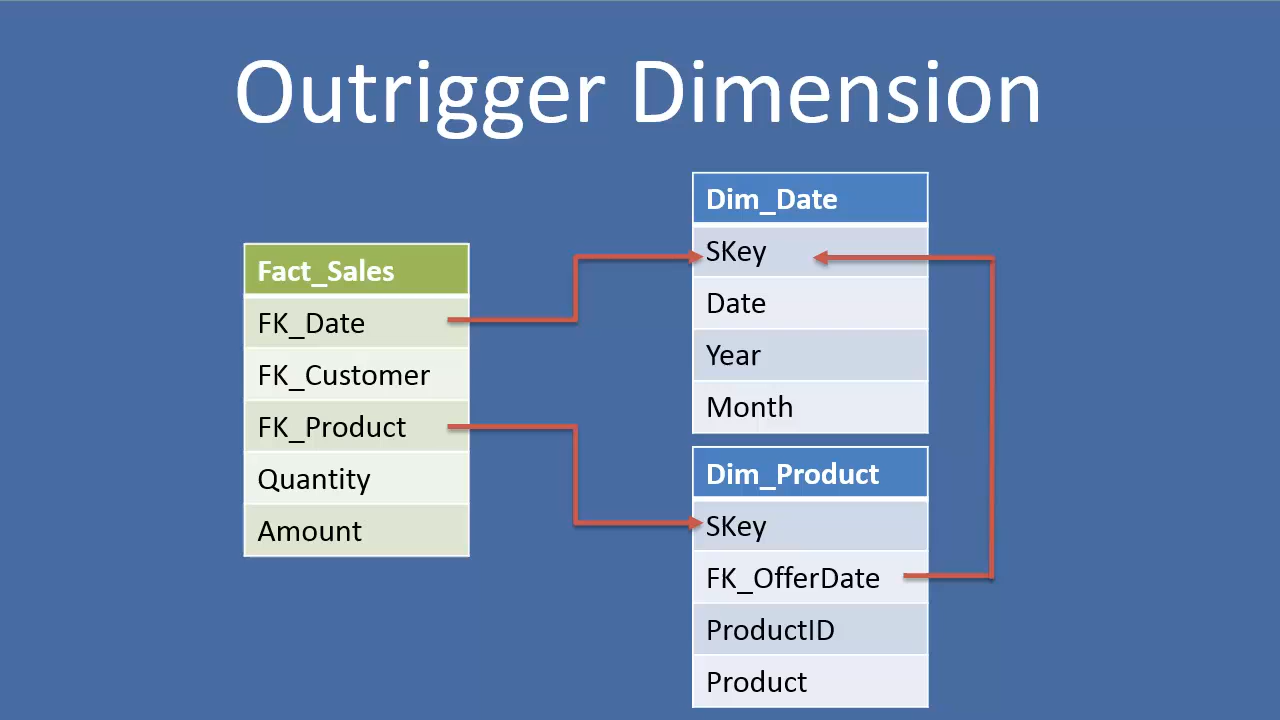 Outrigger Dimension
Fact_Sales
FK_Date
FK_Customer
FK_Product
Quantity
Amount
Dim_Date
SKey
Date
Year
Month
Dim_Product
SKey
FK_OfferDate
ProductID
Product